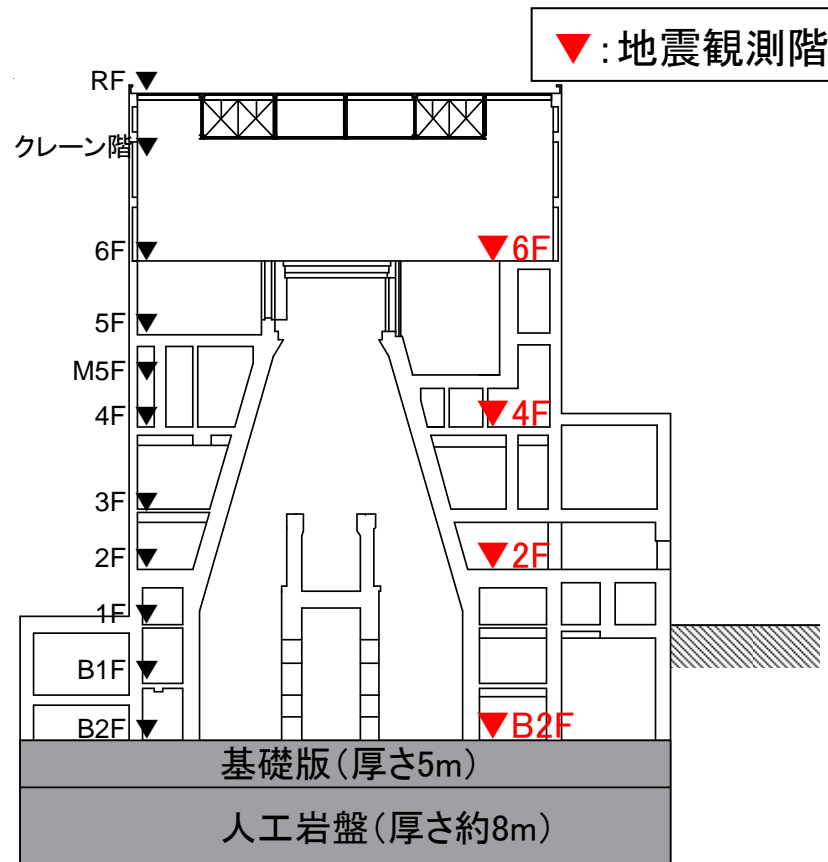 ▼:地震観測階
RF
クレーン階
6F
6F
5F
M5F
4F
4F
3F
2F
2F
1F
B1F
B2F
B2F
基礎版(厚さ5m)
人工岩盤(厚さ約8m)